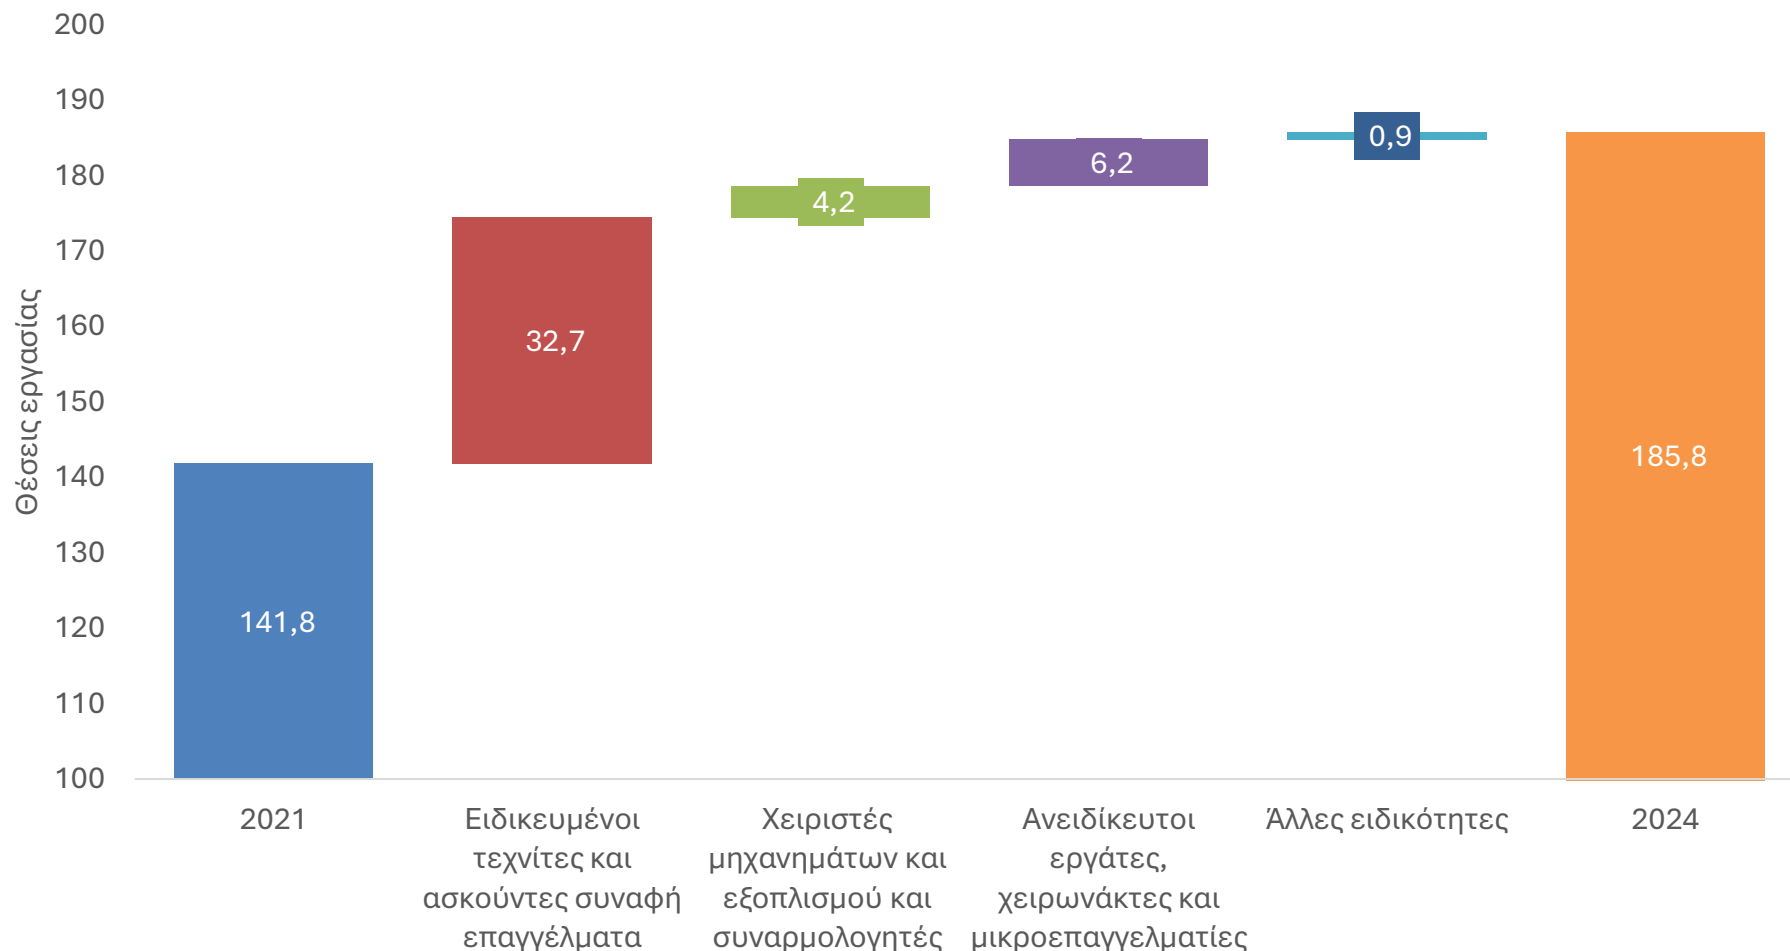 200
190
180
170
160
150
140
130
120
110
100
Θέσεις εργασίας
141,8
32,7
4,2
6,2
0,9
185,8
2021
Ειδικευμένοι
τεχνίτες και
ασκούντες συναφή
επαγγέλματα
Χειριστές
μηχανημάτων και
εξοπλισμού και
συναρμολογητές
Ανειδίκευτοι
εργάτες,
χειρωνάκτες και
μικροεπαγγελματίες
Άλλες ειδικότητες
2024